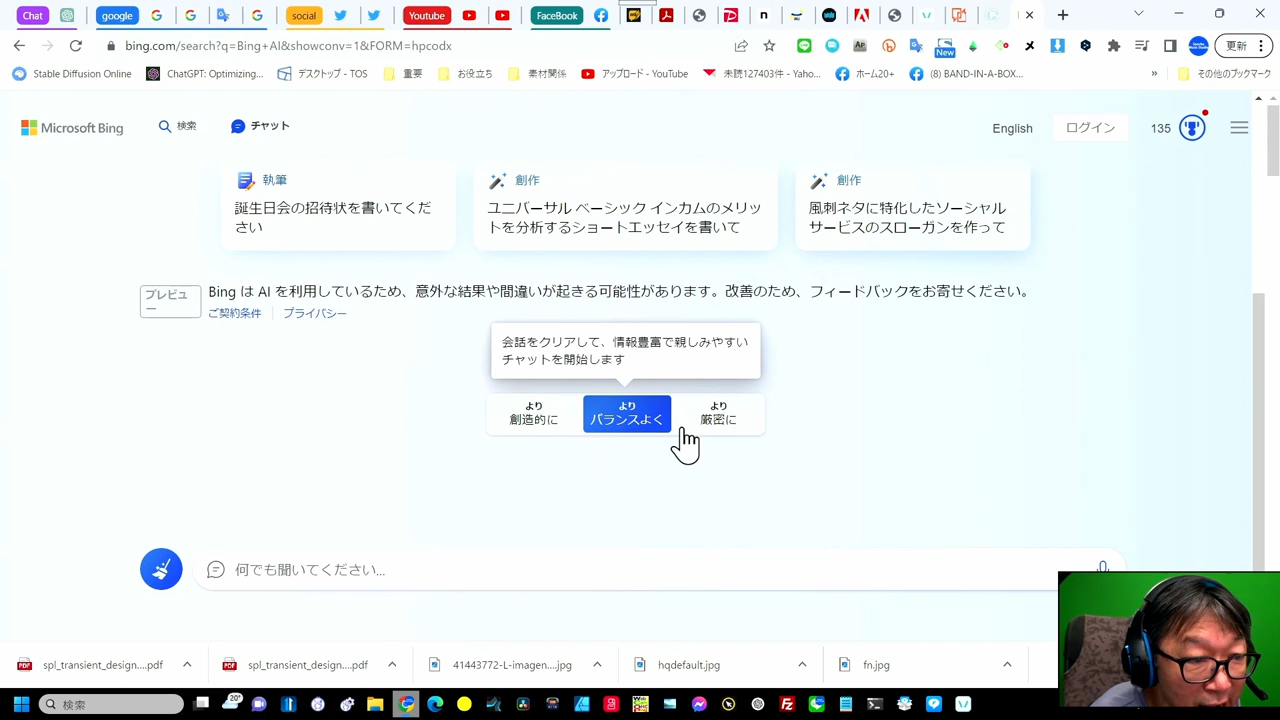 Chat
google
social
Youtube
FaceBook
bing.com/search?q=Bing+AI&showconv=1&FORM=hpcodx
New
更新
Stable Diffusion Online
ChatGPT: Optimizing...
デスクトップ - TOS
重要
お役立ち
素材関係
アップロード - YouTube
未読127403件 - Yaho...
ホーム20+
(8) BAND-IN-A-BOX...
»
その他のブックマーク
Microsoft Bing
検索
チャット
English
ログイン
135
執筆
誕生日会の招待状を書いてくだ
さい
創作
ユニバーサル ベーシック インカムのメリッ
トを分析するショートエッセイを書いて
創作
風刺ネタに特化したソーシャル
サービスのスローガンを作って
プレビュ
ー
Bing は AI を利用しているため、意外な結果や間違いが起きる可能性があります。改善のため、フィードバックをお寄せください。
ご契約条件
プライバシー
会話をクリアして、情報豊富で親しみやすい
チャットを開始します
より
創造的に
より
バランスよく
より
厳密に
何でも聞いてください...
spl_transient_design....pdf
spl_transient_design....pdf
41443772-L-imagen....jpg
hqdefault.jpg
fn.jpg
検索
20°